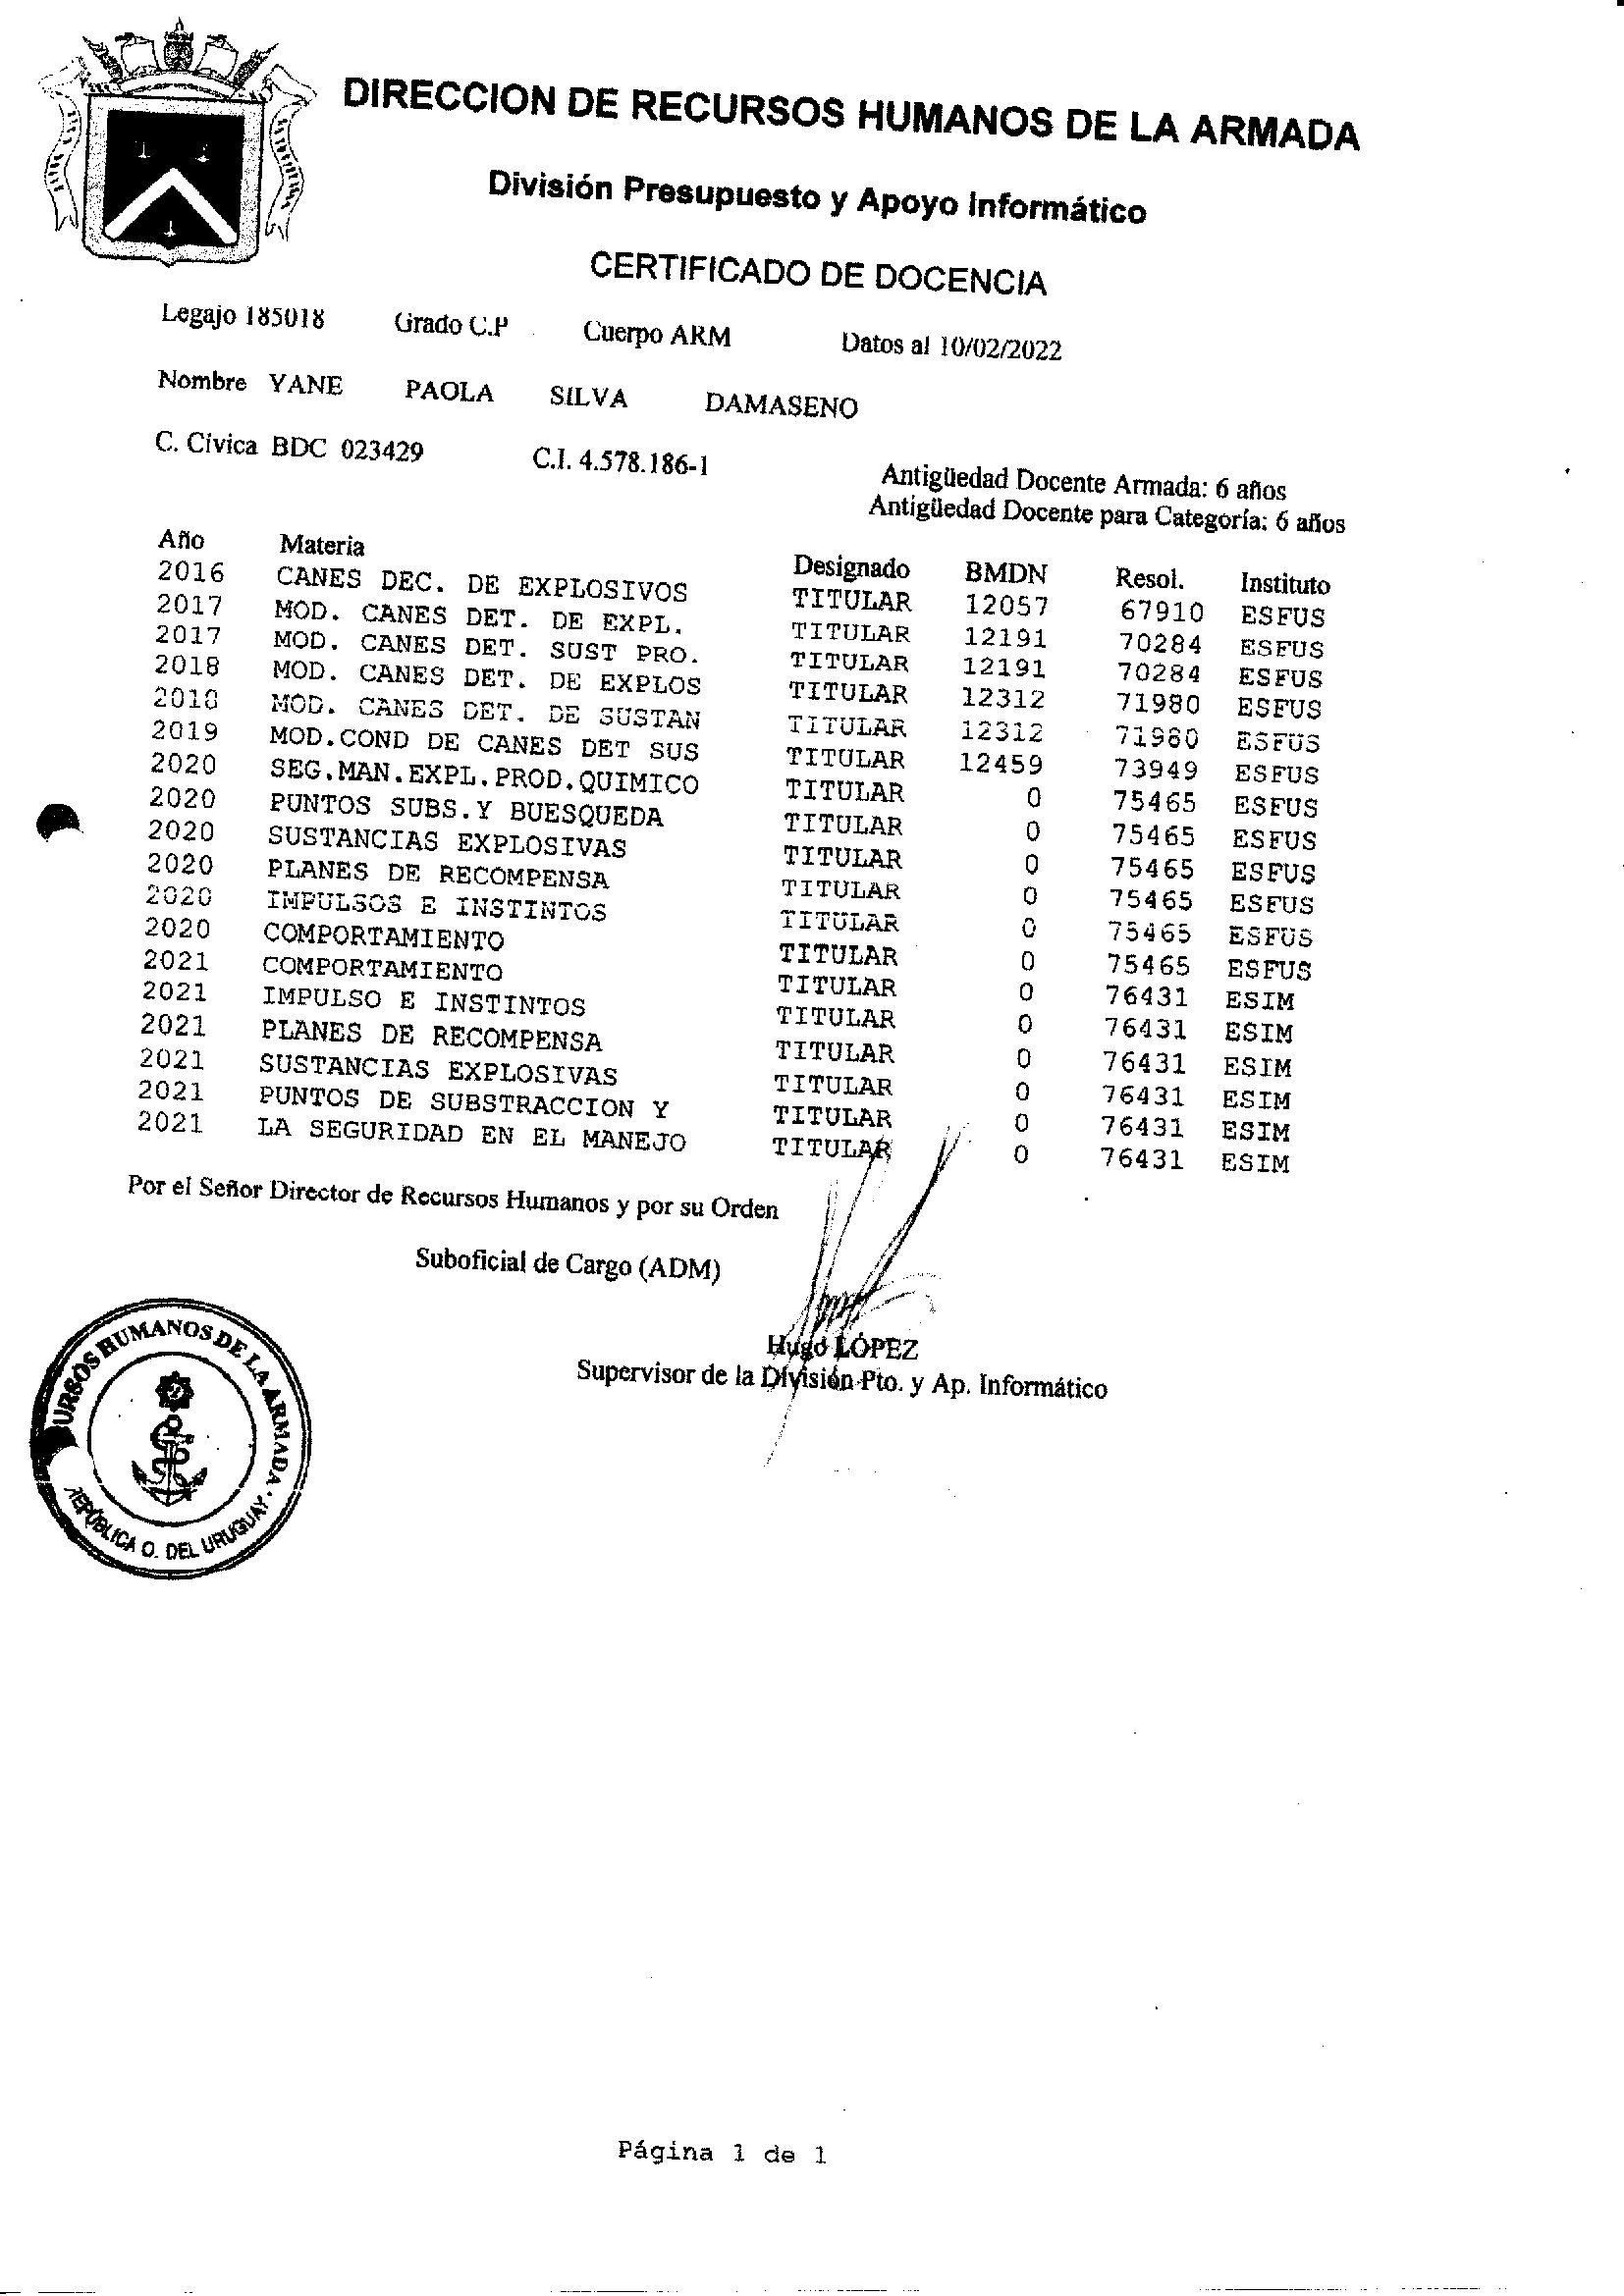 DIRECCION DE RECURSOS HUMANOS DE LA ARMADA
División Presupuesto y Apoyo Informático
CERTIFICADO DE DOCENCIA
Legajo 185018 Grado C.P Cuerpo ARM Datos al 10/02/2022
Nombre YANE PAOLA SILVA DAMASENO
C. Cívica BDC 023429 C.I. 4.578.186-1
Antigüedad Docente Armada: 6 años
Antigüedad Docente para Categoría: 6 años
Año Materia Designado BMDN Resol. Instituto
2016 CANES DEC. DE EXPLOSIVOS TITULAR 12057 67910 ESFUS
2017 MOD. CANES DET. DE EXPL. TITULAR 12191 70284 ESFUS
2017 MOD. CANES DET. SUST PRO. TITULAR 12191 70284 ESFUS
2018 MOD. CANES DET. DE EXPLOS TITULAR 12312 71980 ESFUS
2018 MOD. CANES DET. DE SUSTAN TITULAR 12312 71980 ESFUS
2019 MOD.COND DE CANES DET SUS TITULAR 12459 73949 ESFUS
2020 SEG.MAN.EXPL.PROD.QUIMICO TITULAR 0 75465 ESFUS
2020 PUNTOS SUBS.Y BUESQUEDA TITULAR 0 75465 ESFUS
2020 SUSTANCIAS EXPLOSIVAS TITULAR 0 75465 ESFUS
2020 PLANES DE RECOMPENSA TITULAR 0 75465 ESFUS
2020 IMPULSOS E INSTINTOS TITULAR 0 75465 ESFUS
2020 COMPORTAMIENTO TITULAR 0 75465 ESFUS
2021 COMPORTAMIENTO TITULAR 0 76431 ESIM
2021 IMPULSO E INSTINTOS TITULAR 0 76431 ESIM
2021 PLANES DE RECOMPENSA TITULAR 0 76431 ESIM
2021 SUSTANCIAS EXPLOSIVAS TITULAR 0 76431 ESIM
2021 PUNTOS DE SUBSTRACCION Y TITULAR 0 76431 ESIM
2021 LA SEGURIDAD EN EL MANEJO TITULAR 0 76431 ESIM
Por el Señor Director de Recursos Humanos y por su Orden
Suboficial de Cargo (ADM)
Hugo LÓPEZ
Supervisor de la División Pto. y Ap. Informático
HUMANOS DE LA ARMADA
REPÚBLICA O. DEL URUGUAY
Página 1 de 1